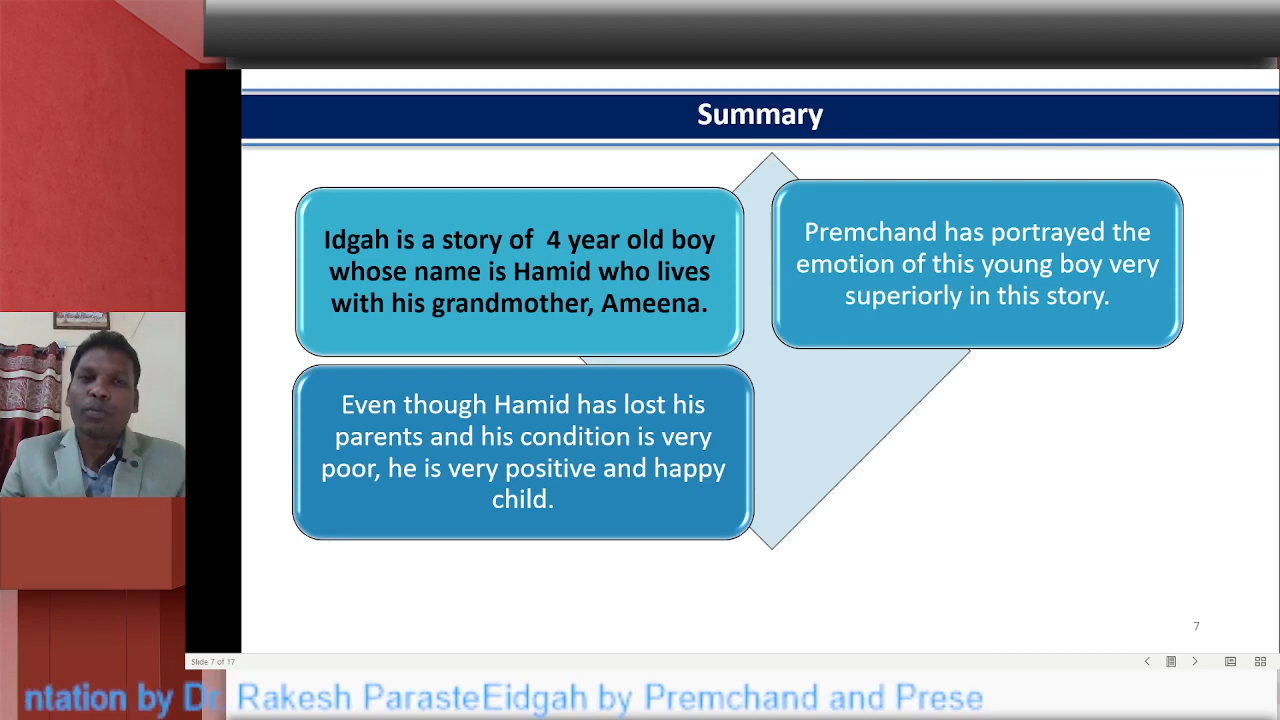 Summary
Idgah is a story of 4 year old boy
whose name is Hamid who lives
with his grandmother, Ameena.
Premchand has portrayed the
emotion of this young boy very
superiorly in this story.
Even though Hamid has lost his
parents and his condition is very
poor, he is very positive and happy
child.
7
Slide 7 of 17
ntation by Dr. Rakesh ParasteEidgah by Premchand and Prese